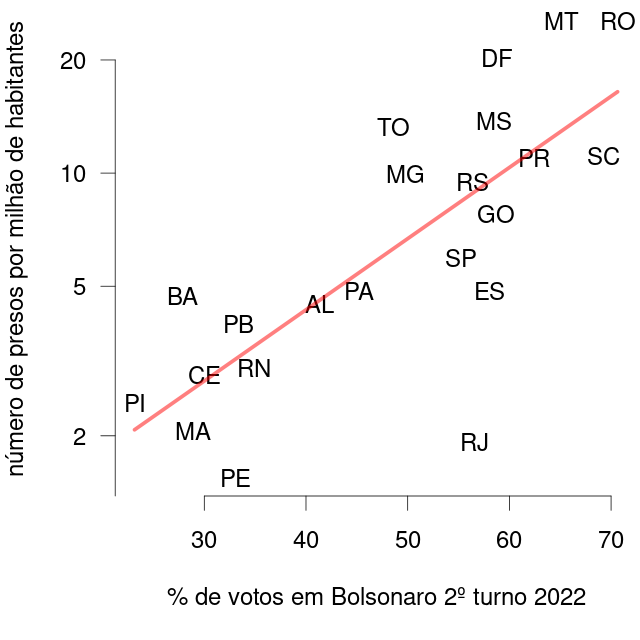 número de presos por milhão de habitantes
MT RO
20 DF
TO MS
10 MG RS PR SC
GO
SP
5 BA AL PA ES
PB
CE RN
PI
2 MA RJ
PE
30 40 50 60 70
% de votos em Bolsonaro 2º turno 2022